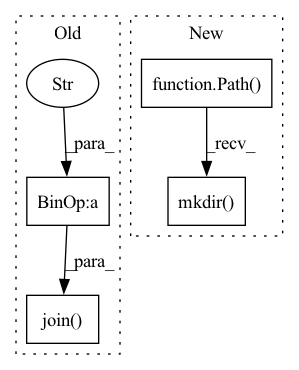 Old
New
Str
function.Path()
_para_
_recv_
BinOp:a
mkdir()
_para_
join()